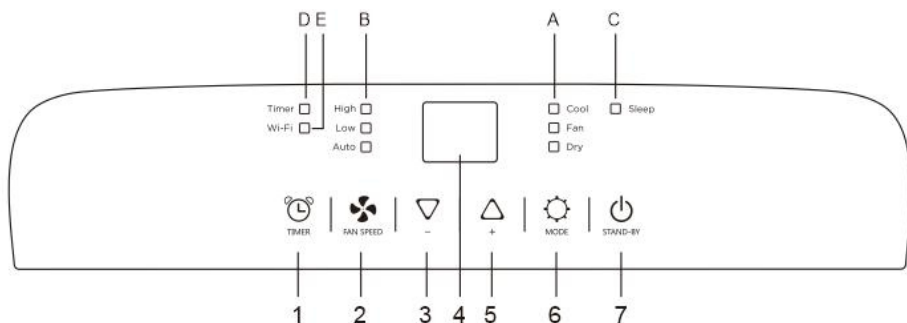 D E B A C
Timer High Cool Sleep
Wi-Fi Low Fan
Auto Dry
TIMER FAN SPEED − + MODE STAND-BY
1 2 3 4 5 6 7